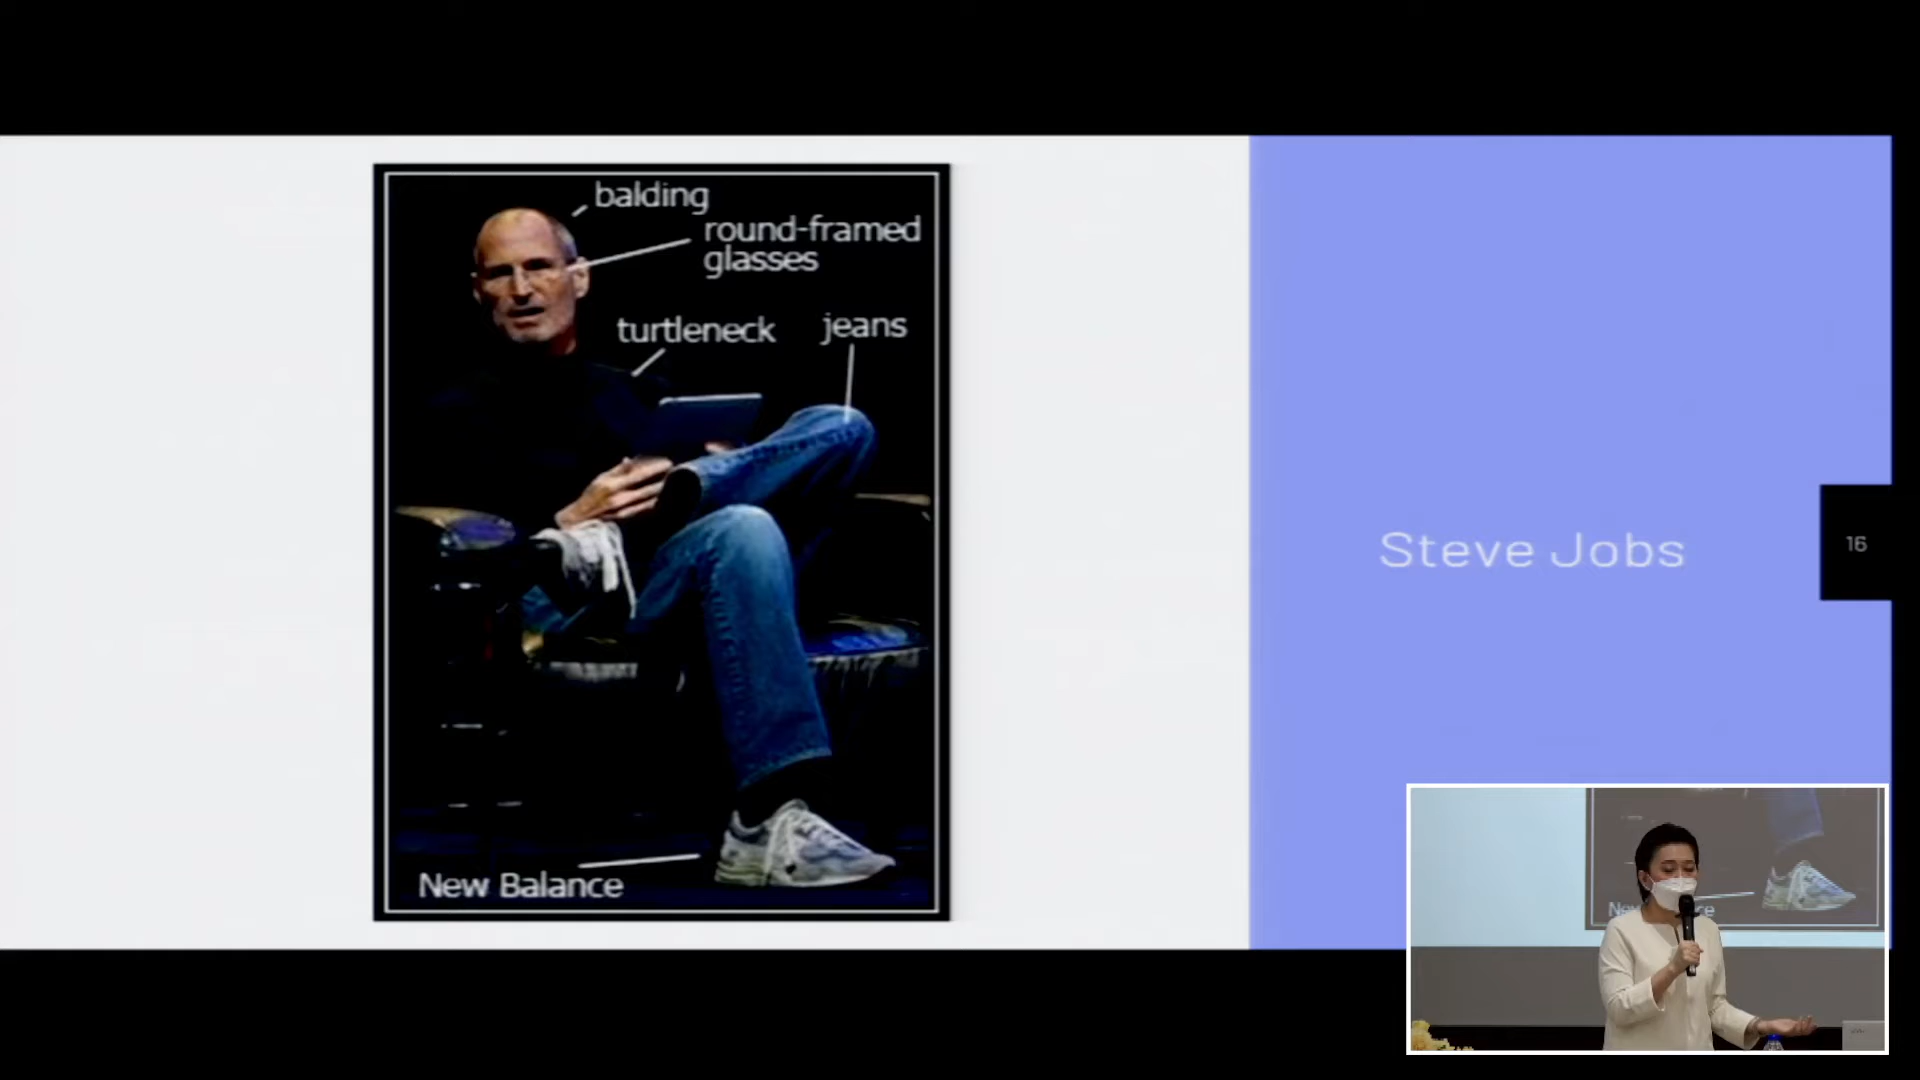 balding
round-framed
glasses
turtleneck
jeans
New Balance
Steve Jobs
16